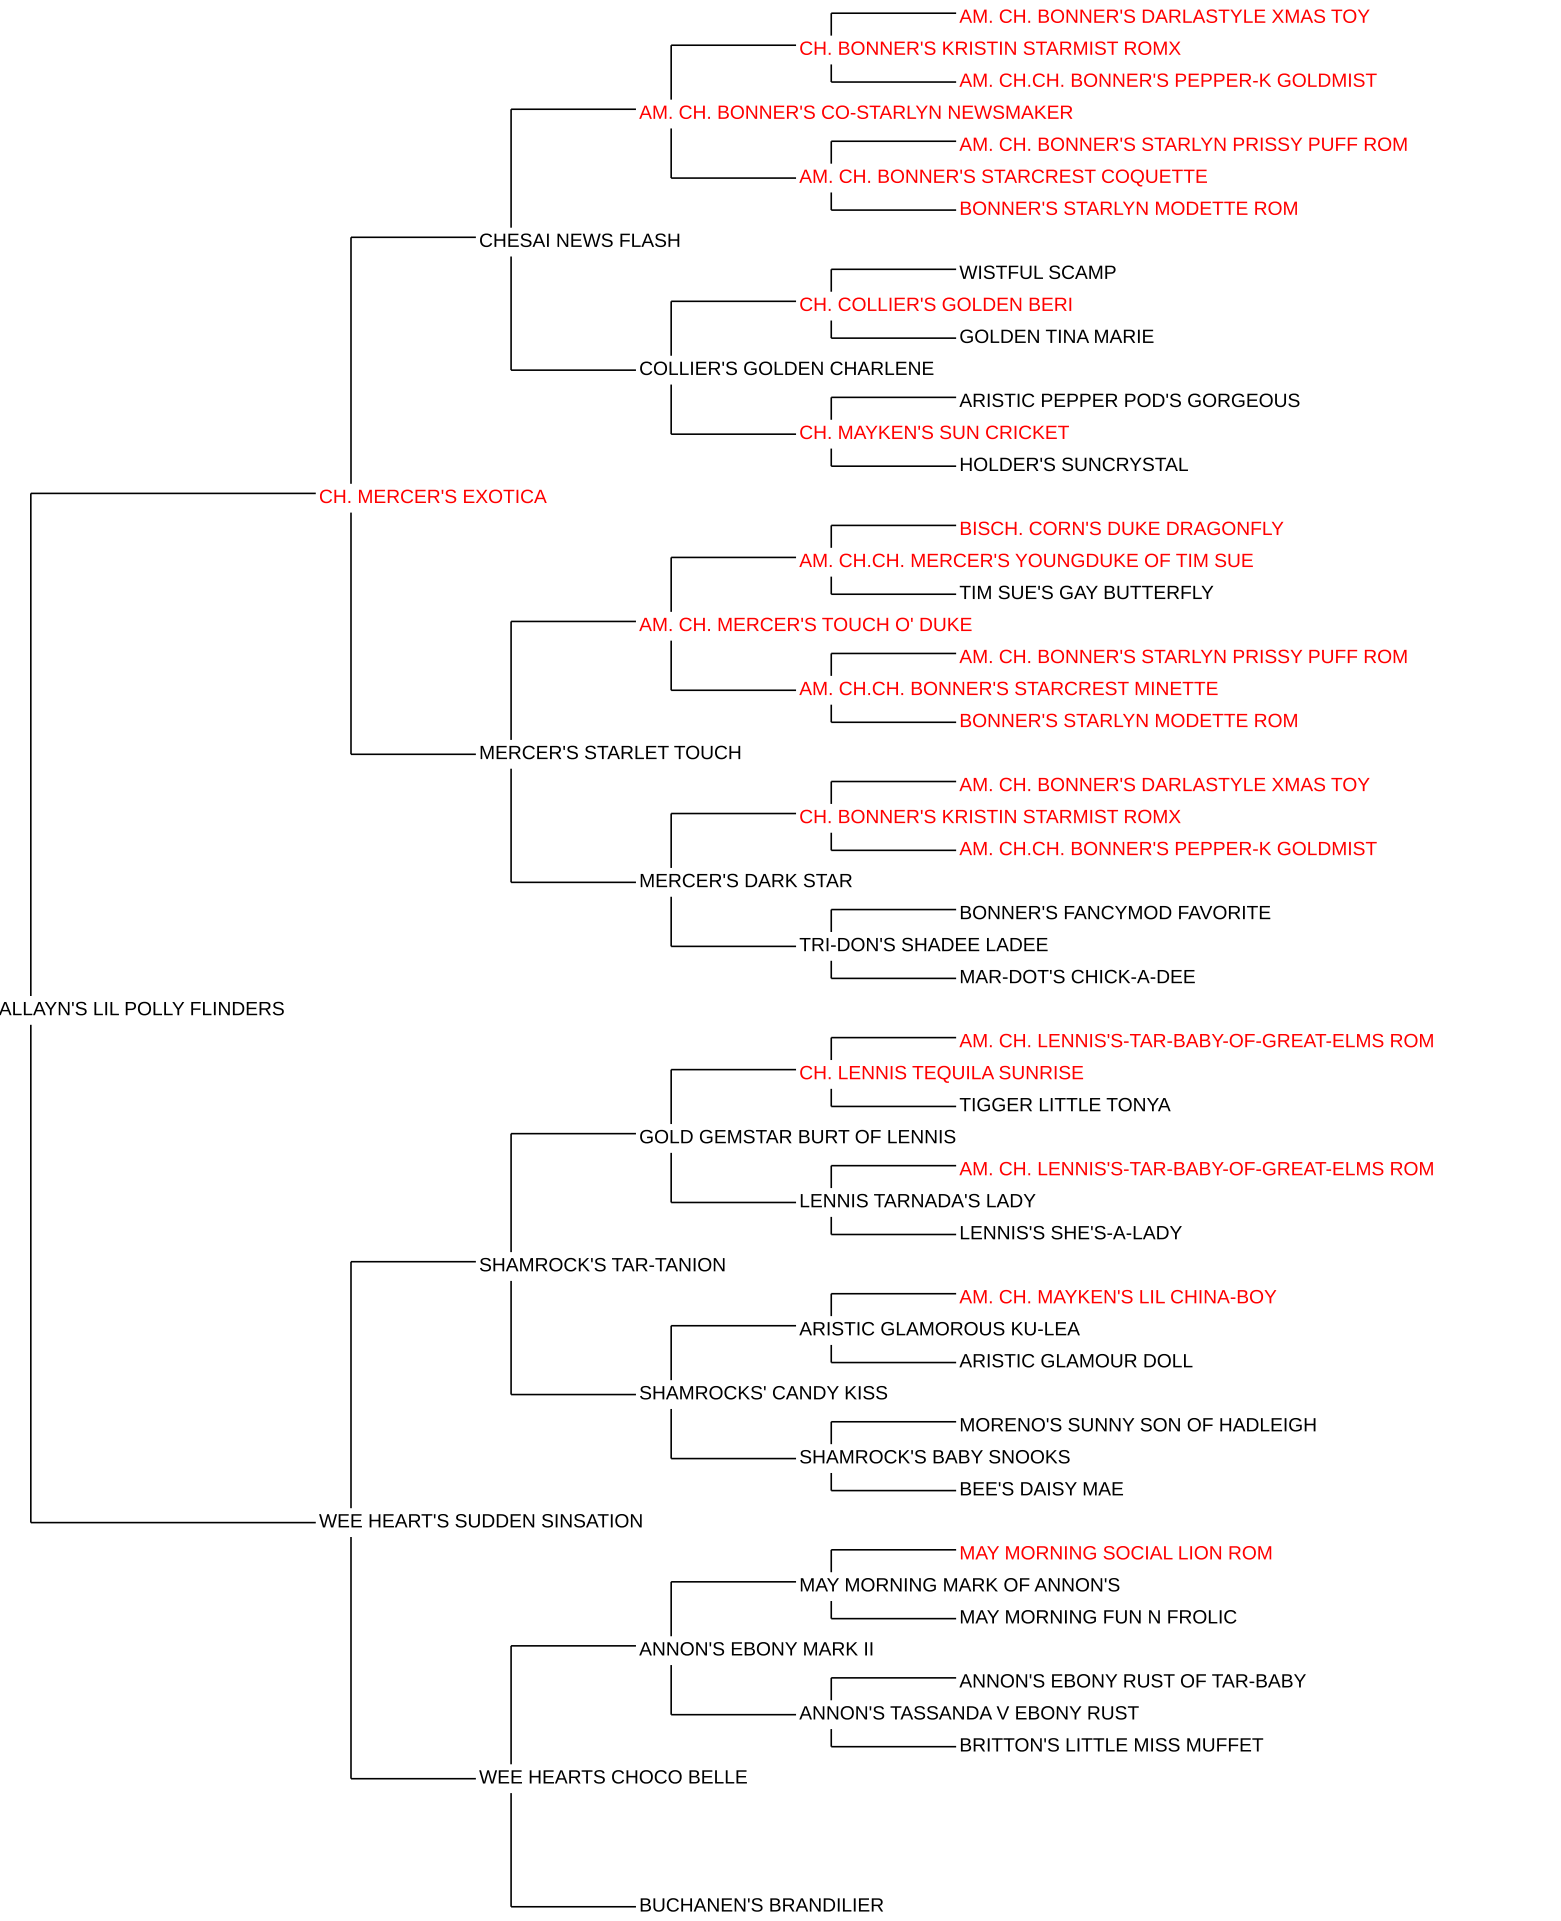 AM. CH. BONNER'S DARLASTYLE XMAS TOY
CH. BONNER'S KRISTIN STARMIST ROMX
AM. CH.CH. BONNER'S PEPPER-K GOLDMIST
AM. CH. BONNER'S CO-STARLYN NEWSMAKER
AM. CH. BONNER'S STARLYN PRISSY PUFF ROM
AM. CH. BONNER'S STARCREST COQUETTE
BONNER'S STARLYN MODETTE ROM
CHESAI NEWS FLASH
WISTFUL SCAMP
CH. COLLIER'S GOLDEN BERI
GOLDEN TINA MARIE
COLLIER'S GOLDEN CHARLENE
ARISTIC PEPPER POD'S GORGEOUS
CH. MAYKEN'S SUN CRICKET
HOLDER'S SUNCRYSTAL
CH. MERCER'S EXOTICA
BISCH. CORN'S DUKE DRAGONFLY
AM. CH.CH. MERCER'S YOUNGDUKE OF TIM SUE
TIM SUE'S GAY BUTTERFLY
AM. CH. MERCER'S TOUCH O' DUKE
AM. CH. BONNER'S STARLYN PRISSY PUFF ROM
AM. CH.CH. BONNER'S STARCREST MINETTE
BONNER'S STARLYN MODETTE ROM
MERCER'S STARLET TOUCH
AM. CH. BONNER'S DARLASTYLE XMAS TOY
CH. BONNER'S KRISTIN STARMIST ROMX
AM. CH.CH. BONNER'S PEPPER-K GOLDMIST
MERCER'S DARK STAR
BONNER'S FANCYMOD FAVORITE
TRI-DON'S SHADEE LADEE
MAR-DOT'S CHICK-A-DEE
ALLAYN'S LIL POLLY FLINDERS
AM. CH. LENNIS'S-TAR-BABY-OF-GREAT-ELMS ROM
CH. LENNIS TEQUILA SUNRISE
TIGGER LITTLE TONYA
GOLD GEMSTAR BURT OF LENNIS
AM. CH. LENNIS'S-TAR-BABY-OF-GREAT-ELMS ROM
LENNIS TARNADA'S LADY
LENNIS'S SHE'S-A-LADY
SHAMROCK'S TAR-TANION
AM. CH. MAYKEN'S LIL CHINA-BOY
ARISTIC GLAMOROUS KU-LEA
ARISTIC GLAMOUR DOLL
SHAMROCKS' CANDY KISS
MORENO'S SUNNY SON OF HADLEIGH
SHAMROCK'S BABY SNOOKS
BEE'S DAISY MAE
WEE HEART'S SUDDEN SINSATION
MAY MORNING SOCIAL LION ROM
MAY MORNING MARK OF ANNON'S
MAY MORNING FUN N FROLIC
ANNON'S EBONY MARK II
ANNON'S EBONY RUST OF TAR-BABY
ANNON'S TASSANDA V EBONY RUST
BRITTON'S LITTLE MISS MUFFET
WEE HEARTS CHOCO BELLE
BUCHANEN'S BRANDILIER